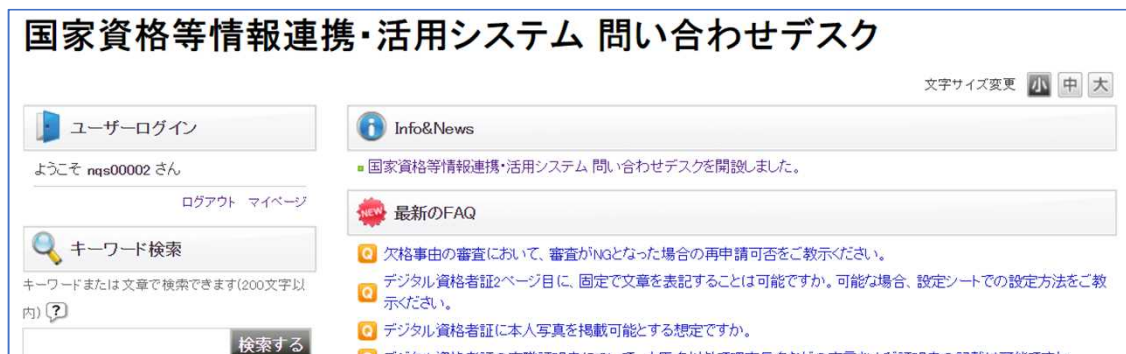 国家資格等情報連携・活用システム 問い合わせデスク
文字サイズ変更 小 中 大
ユーザーログイン
ようこそ nqs00002 さん
ログアウト マイページ
キーワード検索
キーワードまたは文章で検索できます(200文字以
内) ?
検索する
Info&News
国家資格等情報連携・活用システム 問い合わせデスクを開設しました。
NEW 最新のFAQ
Q 欠格事由の審査において、審査がNGとなった場合の再申請可否をご教示ください。
Q デジタル資格者証2ページ目に、固定で文章を表記することは可能ですか。可能な場合、設定シートでの設定方法をご教
示ください。
Q デジタル資格者証に本人写真を掲載可能とする想定ですか。